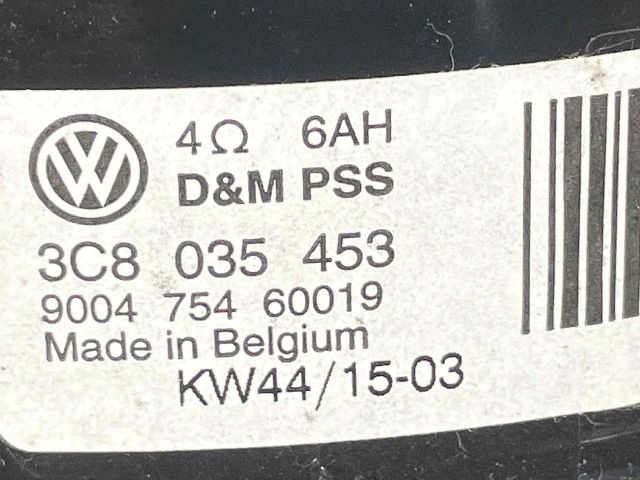 4Ω 6AH
D&M PSS
3C8 035 453
9004 754 60019
Made in Belgium
KW44/15-03